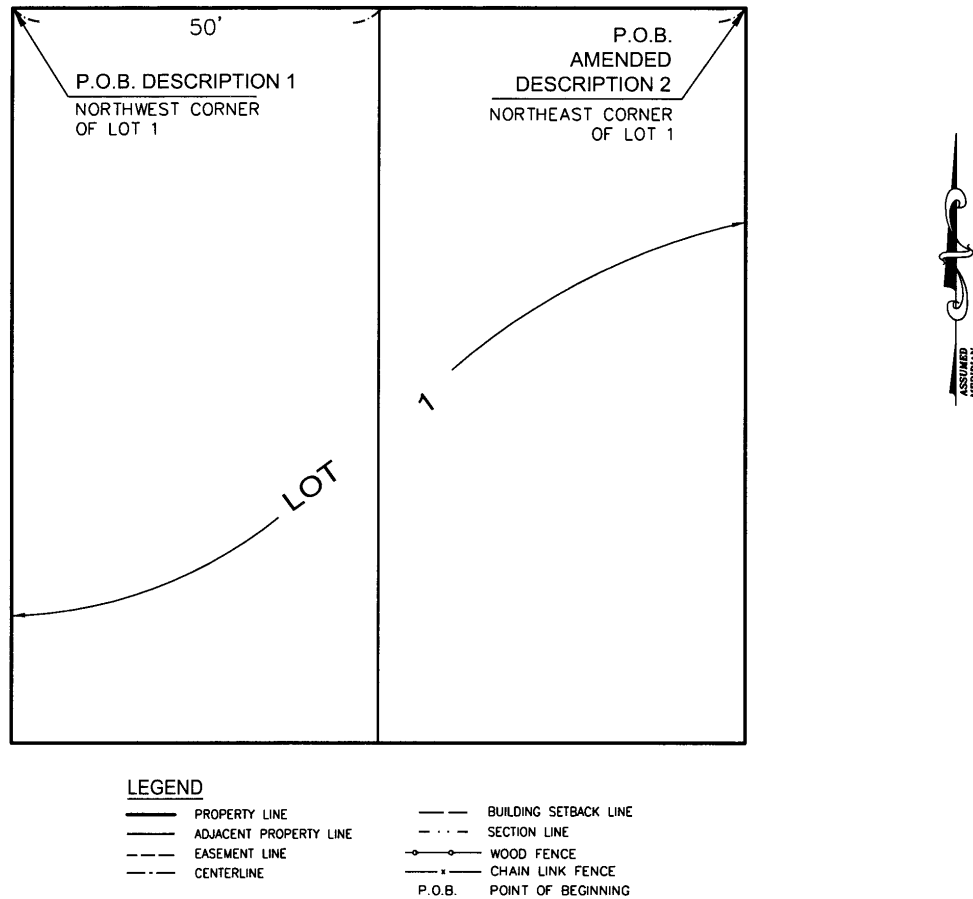 50'
P.O.B. DESCRIPTION 1
NORTHWEST CORNER
OF LOT 1
P.O.B.
AMENDED
DESCRIPTION 2
NORTHEAST CORNER
OF LOT 1
LOT 1
ASSUMED
MERIDIAN
LEGEND
PROPERTY LINE
ADJACENT PROPERTY LINE
EASEMENT LINE
CENTERLINE
BUILDING SETBACK LINE
SECTION LINE
WOOD FENCE
x CHAIN LINK FENCE
P.O.B. POINT OF BEGINNING